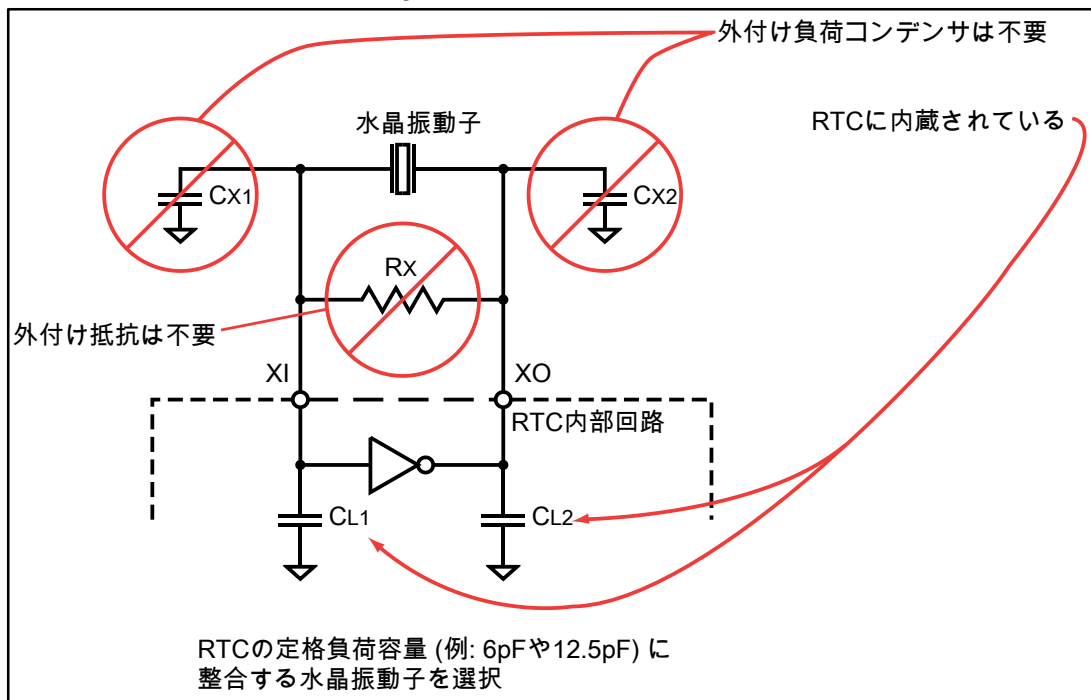 外付け負荷コンデンサは不要
水晶振動子
RTCに内蔵されている
CX1
CX2
RX
外付け抵抗は不要
XI
XO
RTC内部回路
CL1
CL2
RTCの定格負荷容量 (例: 6pFや12.5pF) に
整合する水晶振動子を選択